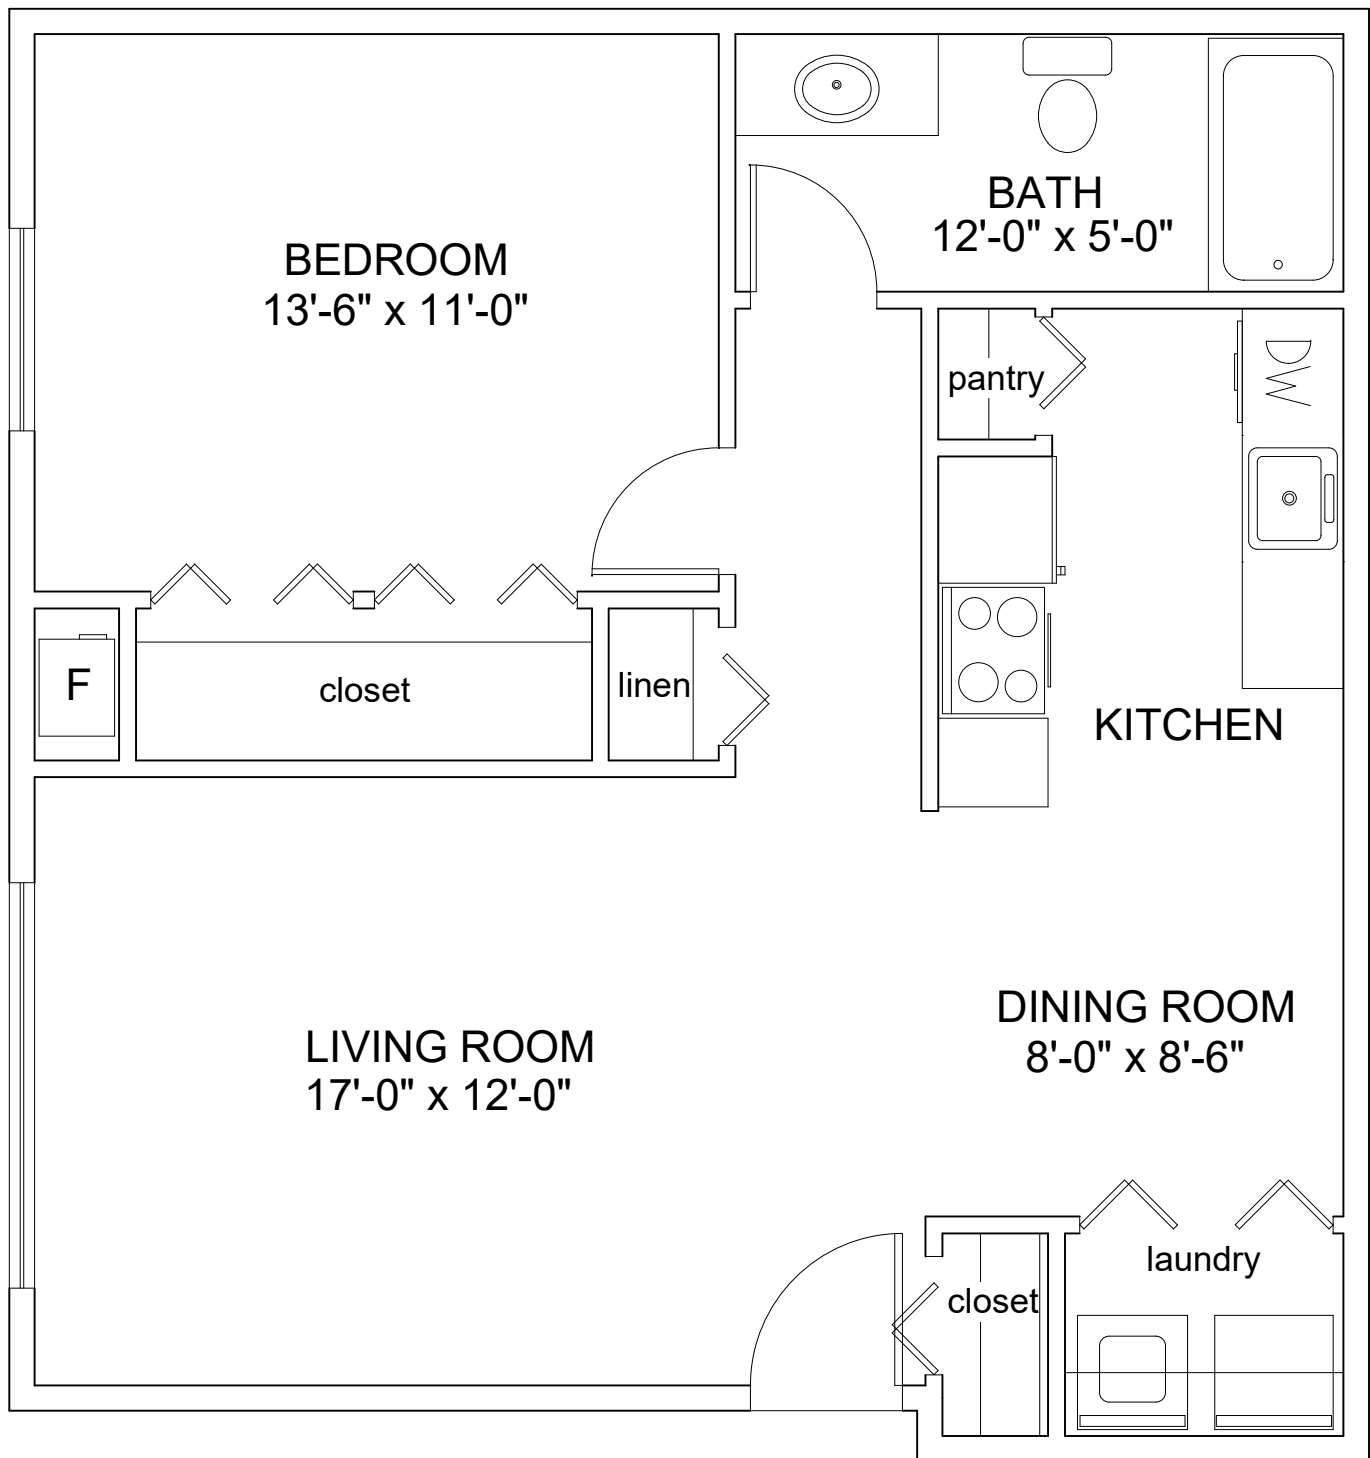 BATH
12'-0" x 5'-0"
BEDROOM
13'-6" x 11'-0"
DW
pantry
F
closet
linen
KITCHEN
LIVING ROOM
17'-0" x 12'-0"
DINING ROOM
8'-0" x 8'-6"
laundry
closet